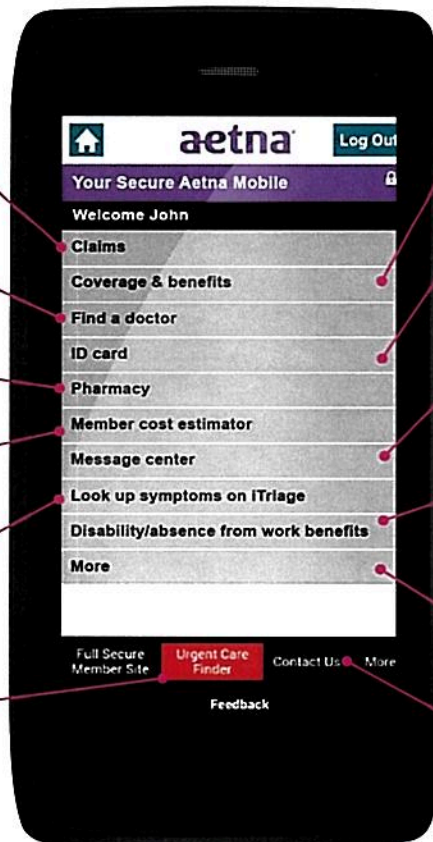 aetna
Log Out
Your Secure Aetna Mobile
Welcome John
Claims
Coverage & benefits
Find a doctor
ID card
Pharmacy
Member cost estimator
Message center
Look up symptoms on iTriage
Disability/absence from work benefits
More
Full Secure
Member Site
Urgent Care
Finder
Contact Us
More
Feedback